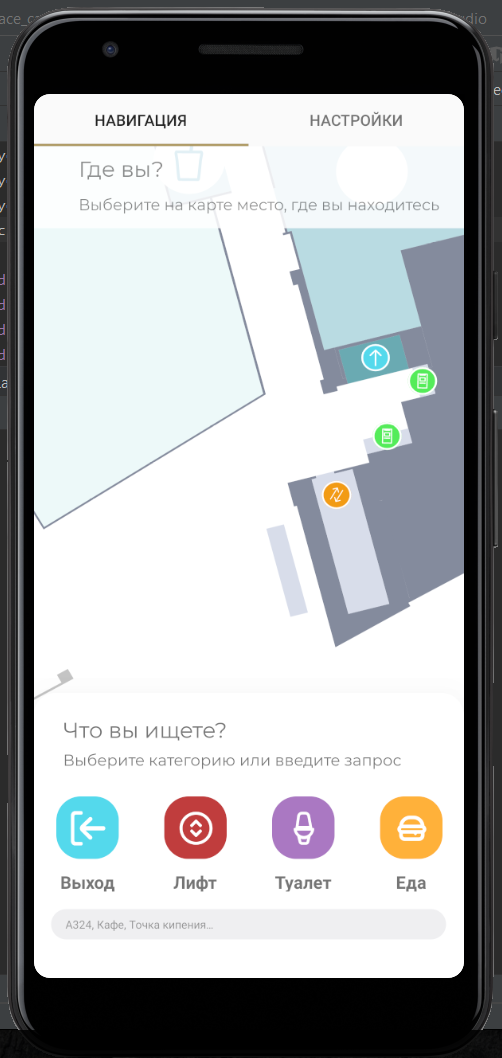 НАВИГАЦИЯ
НАСТРОЙКИ
Где вы?
Выберите на карте место, где вы находитесь
Что вы ищете?
Выберите категорию или введите запрос
Выход
Лифт
Туалет
Еда
А324, Кафе, Точка кипения...